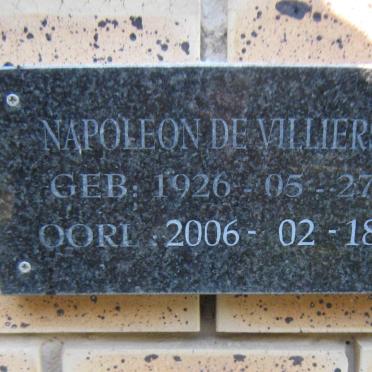 NAPOLEON DE VILLIERS
GEB: 1926 - 05 - 27
OORL : 2006 - 02 - 18